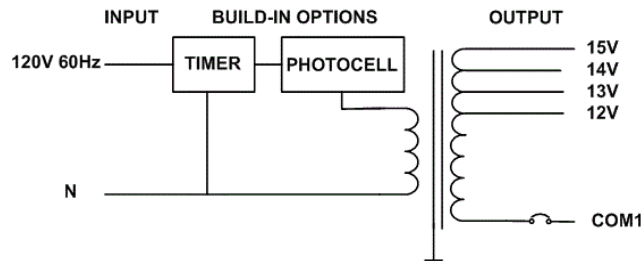 INPUT BUILD-IN OPTIONS OUTPUT
120V 60Hz TIMER PHOTOCELL 15V
14V
13V
12V
N
COM1